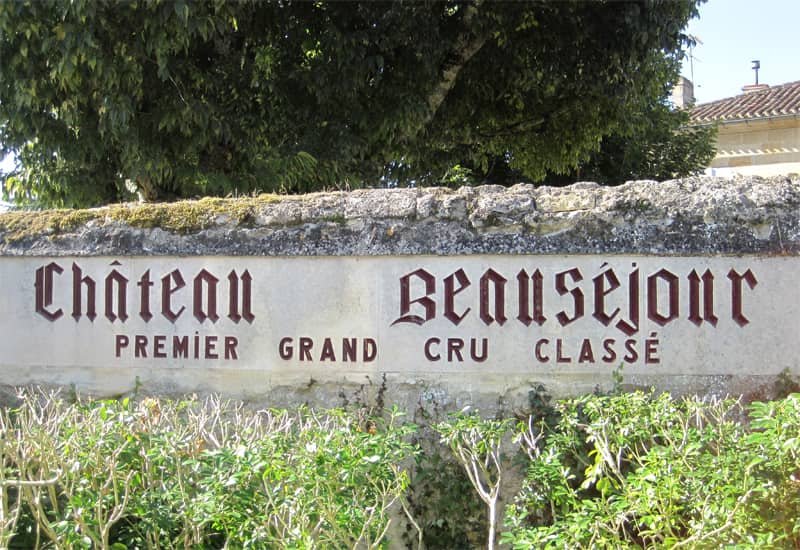 Château Beauséjour
PREMIER GRAND CRU CLASSÉ